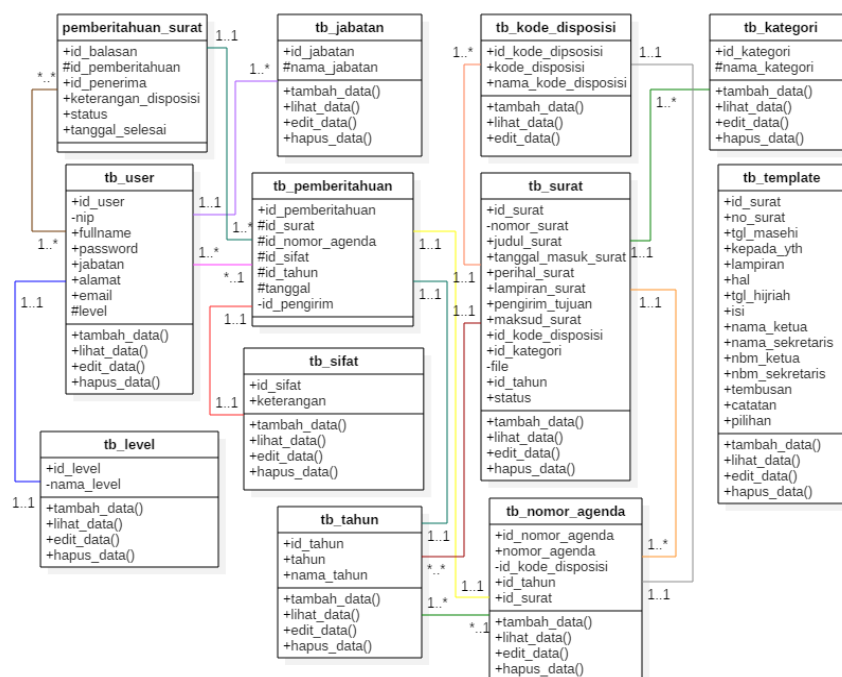 pemberitahuan_surat
+id_balasan
#id_pemberitahuan
+id_penerima
+keterangan_disposisi
+status
+tanggal_selesai
tb_jabatan
+id_jabatan
#nama_jabatan
+tambah_data()
+lihat_data()
+edit_data()
+hapus_data()
tb_kode_disposisi
+id_kode_dipsosisi
+kode_disposisi
+nama_kode_disposisi
+tambah_data()
+lihat_data()
+edit_data()
tb_kategori
+id_kategori
#nama_kategori
+tambah_data()
+lihat_data()
+edit_data()
+hapus_data()
1..1
*..*
1..*
1..*
1..1
1..*
tb_user
+id_user
-nip
+fullname
+password
+jabatan
+alamat
+email
#level
+tambah_data()
+lihat_data()
+edit_data()
+hapus_data()
tb_pemberitahuan
+id_pemberitahuan
#id_surat
#id_nomor_agenda
#id_sifat
#id_tahun
#tanggal
-id_pengirim
tb_surat
+id_surat
-nomor_surat
+judul_surat
+tanggal_masuk_surat
+perihal_surat
+lampiran_surat
+pengirim_tujuan
+maksud_surat
+id_kode_disposisi
+id_kategori
-file
+id_tahun
+status
+tambah_data()
+lihat_data()
+edit_data()
+hapus_data()
tb_template
+id_surat
+no_surat
+tgl_masehi
+kepada_yth
+lampiran
+hal
+tgl_hijriah
+isi
+nama_ketua
+nama_sekretaris
+nbm_ketua
+nbm_sekretaris
+tembusan
+catatan
+pilihan
+tambah_data()
+lihat_data()
+edit_data()
+hapus_data()
1..1
1..*
1..*
1..*
*..1
1..1
1..1
1..1
1..1
1..1
1..1
1..1
1..1
tb_sifat
+id_sifat
+keterangan
+tambah_data()
+lihat_data()
+edit_data()
+hapus_data()
1..1
tb_level
+id_level
-nama_level
+tambah_data()
+lihat_data()
+edit_data()
+hapus_data()
1..1
tb_tahun
+id_tahun
+tahun
+nama_tahun
+tambah_data()
+lihat_data()
+edit_data()
+hapus_data()
tb_nomor_agenda
+id_nomor_agenda
+nomor_agenda
-id_kode_disposisi
+id_tahun
+id_surat
+tambah_data()
+lihat_data()
+edit_data()
+hapus_data()
1..1
*..*
1..1
1..*
*..1
1..*
1..1